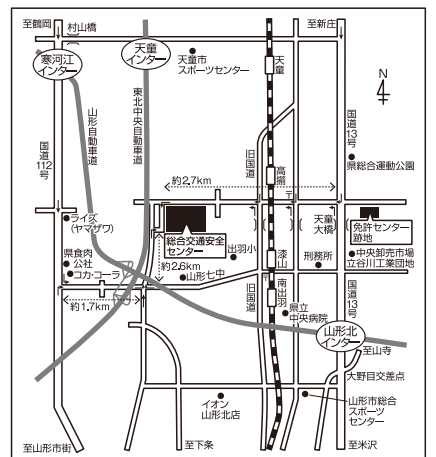 至鶴岡
村山橋
至新庄
寒河江
インター
天童
インター
天童市
スポーツセンター
天童
N
山形自動車道
東北中央自動車道
国道112号
約2.7km
旧国道
高擶
国道13号
県総合運動公園
ライズ
(ヤマザワ)
総合交通安全
センター
出羽小
天童大橋
免許センター
跡地
漆山
刑務所
中央卸売市場
立谷川工業団地
県食肉
公社
コカ・コーラ
約2.6km
山形七中
約1.7km
旧国道
南出羽
県立
中央病院
国道13号
山形北
インター
至山寺
大野目交差点
イオン
山形北店
山形市総合
スポーツ
センター
至山形市街
至下条
至米沢